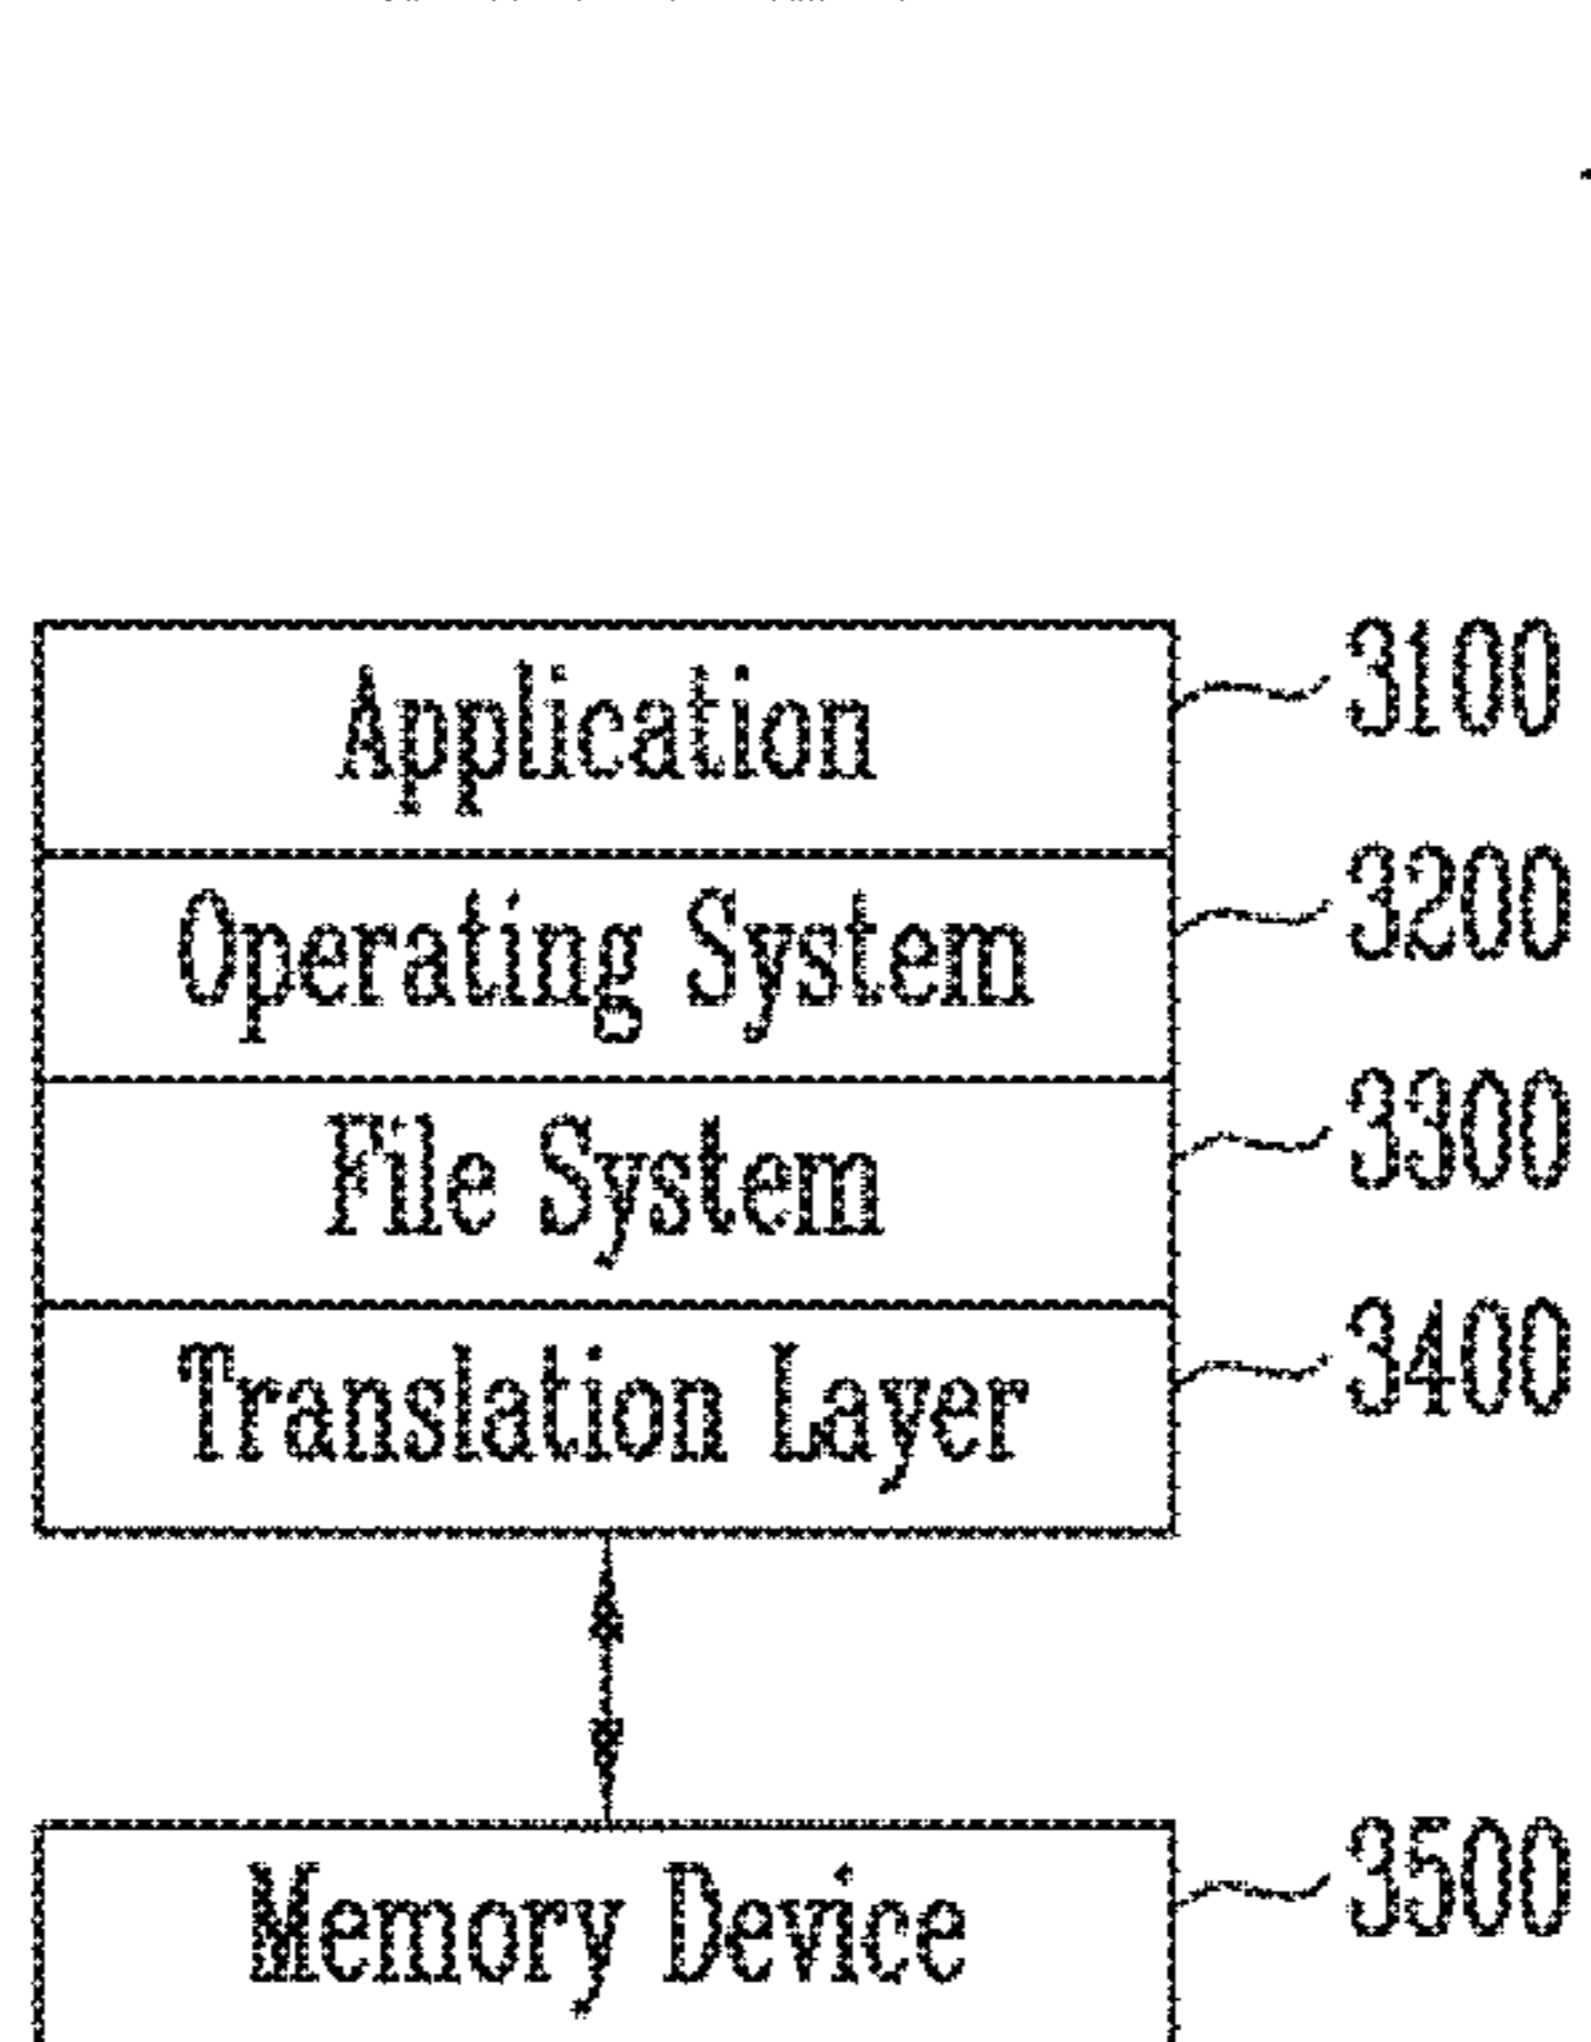 Application 3100
Operating System 3200
File System 3300
Translation Layer 3400
Memory Device 3500